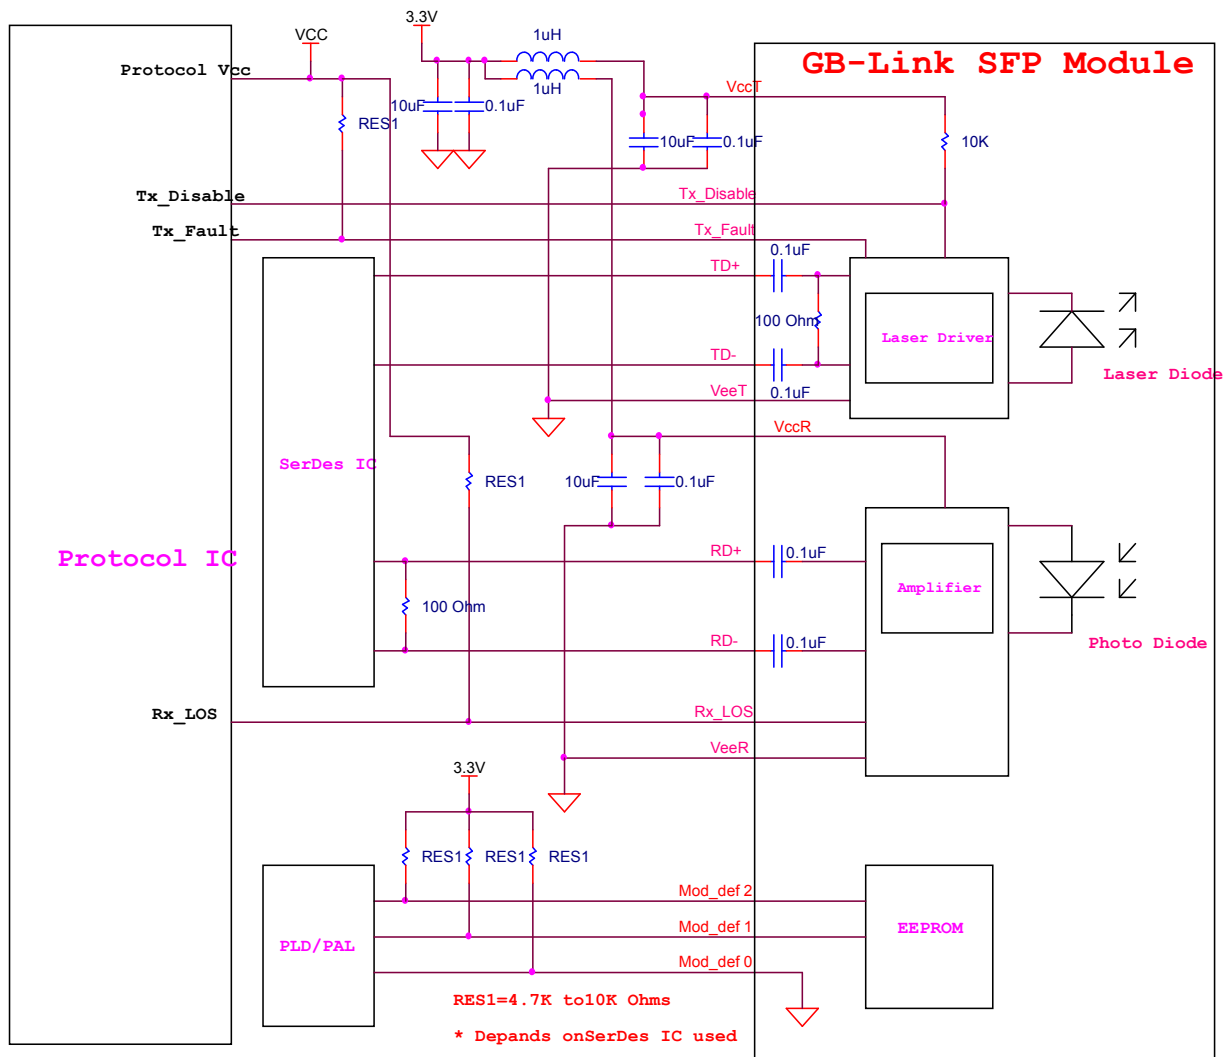 3.3V
VCC
1uH
GB-Link SFP Module
Protocol Vcc
1uH
VccT
10uF
0.1uF
RES1
10uF
0.1uF
10K
Tx_Disable
Tx_Disable
Tx_Fault
Tx_Fault
0.1uF
TD+
100 Ohm
Laser Driver
TD-
Laser Diode
VeeT
0.1uF
VccR
SerDes IC
RES1
10uF
0.1uF
Protocol IC
RD+
0.1uF
Amplifier
100 Ohm
RD-
0.1uF
Photo Diode
Rx_LOS
Rx_LOS
VeeR
3.3V
RES1
RES1
RES1
Mod_def 2
Mod_def 1
EEPROM
PLD/PAL
Mod_def 0
RES1=4.7K to10K Ohms
* Depands onSerDes IC used